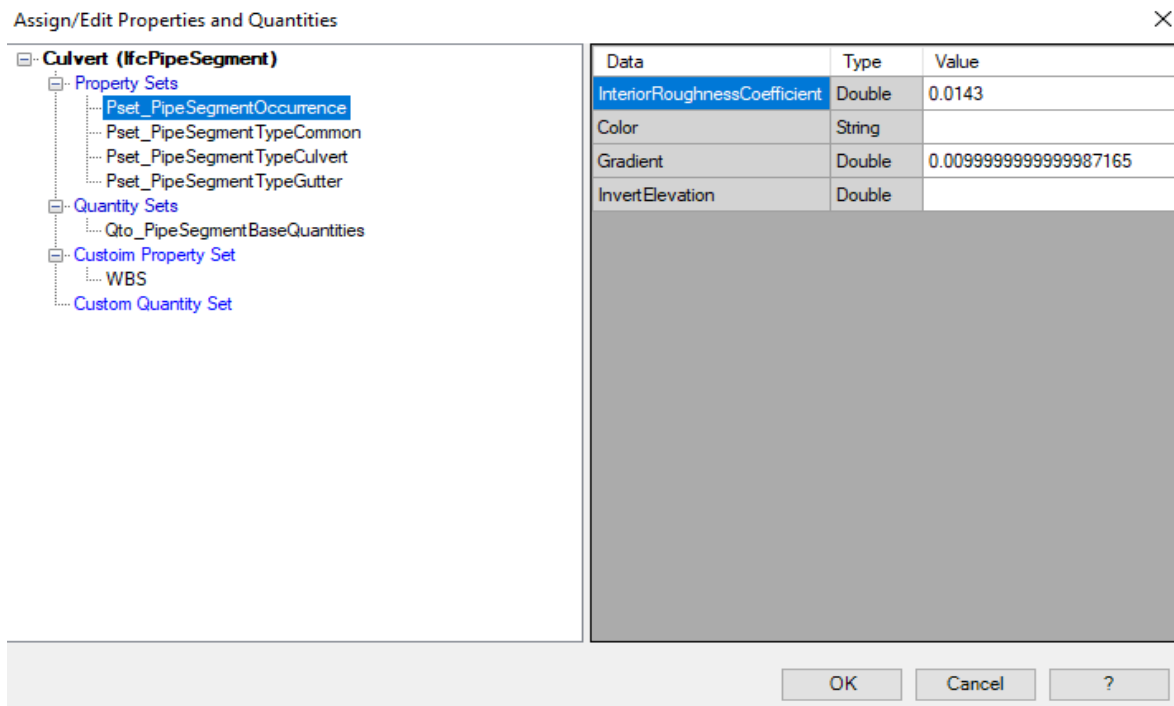 Assign/Edit Properties and Quantities
Culvert (IfcPipeSegment)
Property Sets
Pset_PipeSegmentOccurrence
Pset_PipeSegmentTypeCommon
Pset_PipeSegmentTypeCulvert
Pset_PipeSegmentTypeGutter
Quantity Sets
Qto_PipeSegmentBaseQuantities
Custoim Property Set
WBS
Custom Quantity Set
Data Type Value
InteriorRoughnessCoefficient Double 0.0143
Color String
Gradient Double 0.0099999999999987165
InvertElevation Double
OK Cancel ?